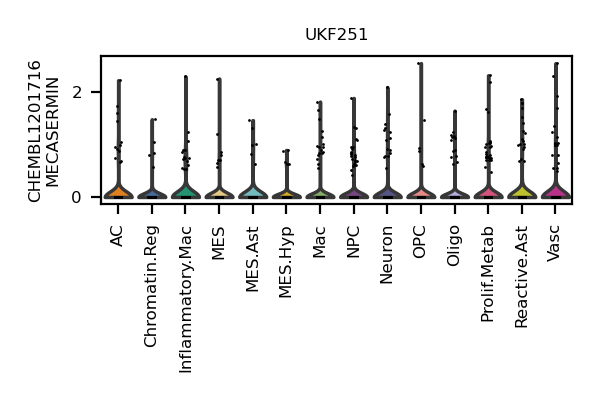 UKF251
CHEMBL1201716
MECASERMIN
2
0
AC
Chromatin.Reg
Inflammatory.Mac
MES
MES.Ast
MES.Hyp
Mac
NPC
Neuron
OPC
Oligo
Prolif.Metab
Reactive.Ast
Vasc